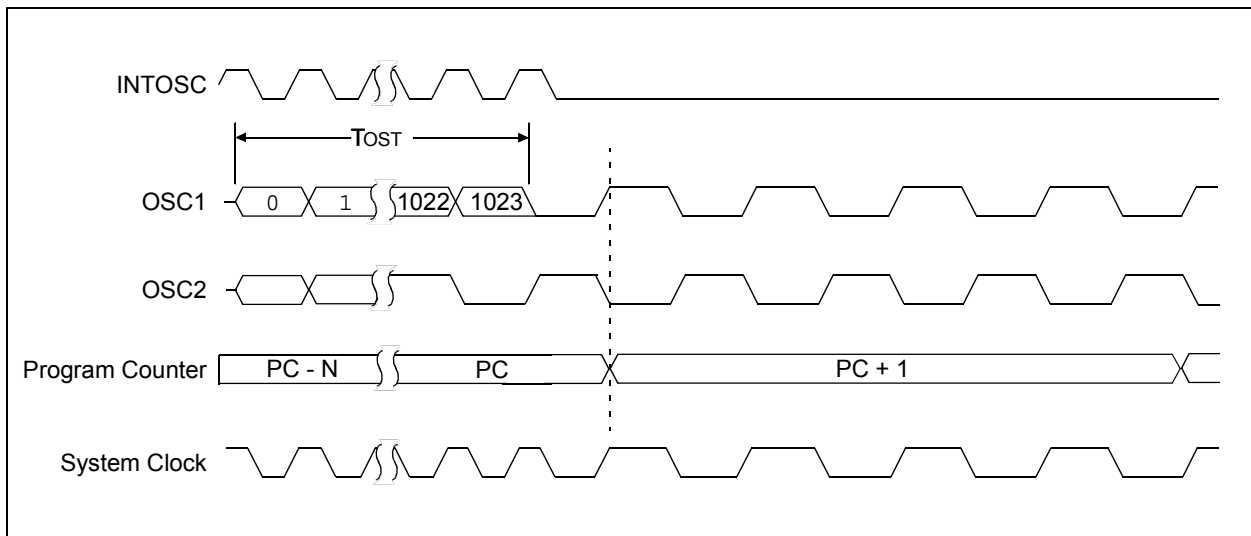 INTOSC
TOST
OSC1 0 1 1022 1023
OSC2
Program Counter PC - N PC PC + 1
System Clock